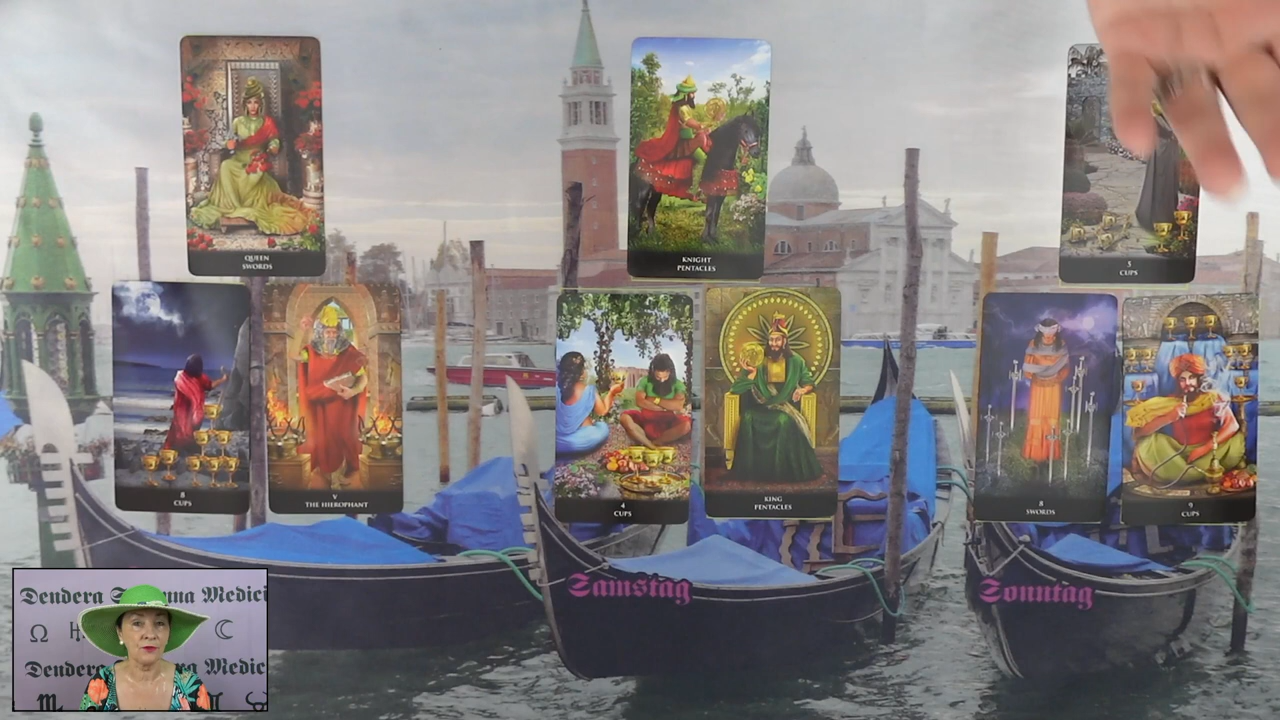 QUEEN
SWORDS
KNIGHT
PENTACLES
5
CUPS
8
CUPS
V
THE HIEROPHANT
4
CUPS
KING
PENTACLES
8
SWORDS
9
CUPS
Samstag
Sonntag
Dendera
Medici
Dendera
Medici